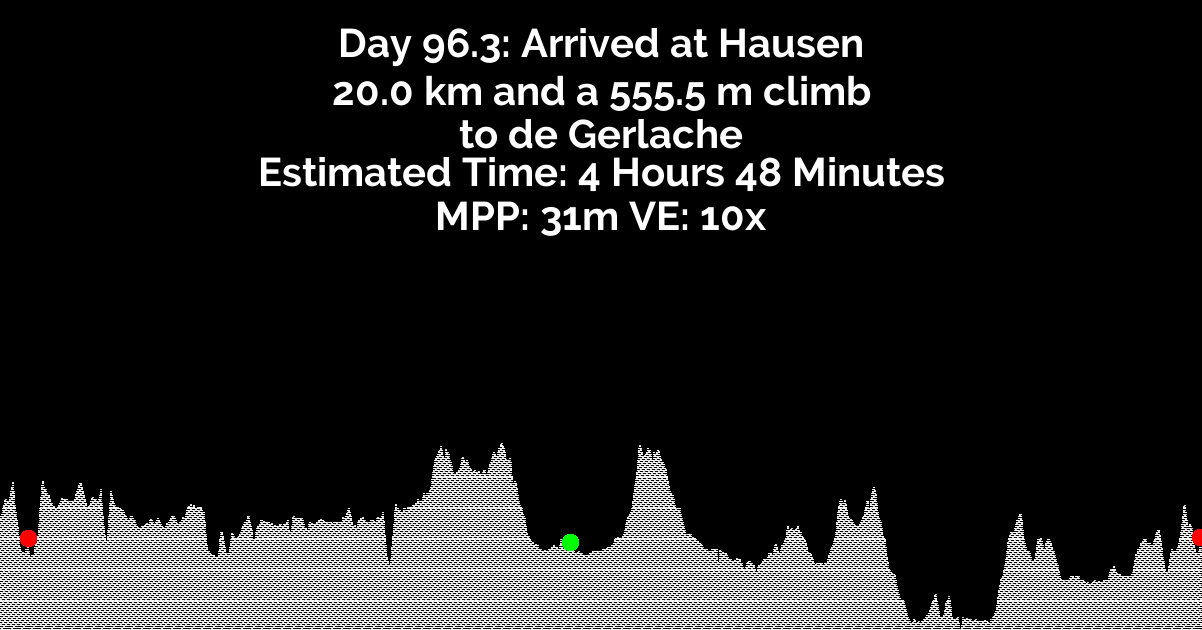 Day 96.3: Arrived at Hausen
20.0 km and a 555.5 m climb
to de Gerlache
Estimated Time: 4 Hours 48 Minutes
MPP: 31m VE: 10x